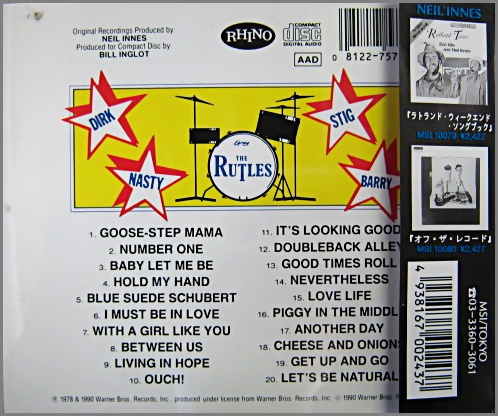 Original Recordings Produced by
NEIL INNES
Produced for Compact Disc by
BILL INGLOT
RHINO
COMPACT
disc
DIGITAL AUDIO
AAD
0 8122-757
DIRK
STIG
NASTY
BARRY
THE
RUTLES
1. GOOSE-STEP MAMA
2. NUMBER ONE
3. BABY LET ME BE
4. HOLD MY HAND
5. BLUE SUEDE SCHUBERT
6. I MUST BE IN LOVE
7. WITH A GIRL LIKE YOU
8. BETWEEN US
9. LIVING IN HOPE
10. OUCH!
11. IT'S LOOKING GOOD
12. DOUBLEBACK ALLEY
13. GOOD TIMES ROLL
14. NEVERTHELESS
15. LOVE LIFE
16. PIGGY IN THE MIDDL
17. ANOTHER DAY
18. CHEESE AND ONIONS
19. GET UP AND GO
20. LET'S BE NATURAL
℗ 1978 & 1990 Warner Bros. Records, Inc., produced under license from Warner Bros. Records, Inc. © 1990 Warner Bros. Rec
NEIL INNES
Rutland Times
Eric Idle
and Neil Innes
『ラトランド・ウィークエンド
・ソングブック』
MSI 10079 ¥2,427
『オフ・ザ・レコード』
MSI 10080 ¥2,427
4 938167 002437
MSI/TOKYO
☎03-3360-3061